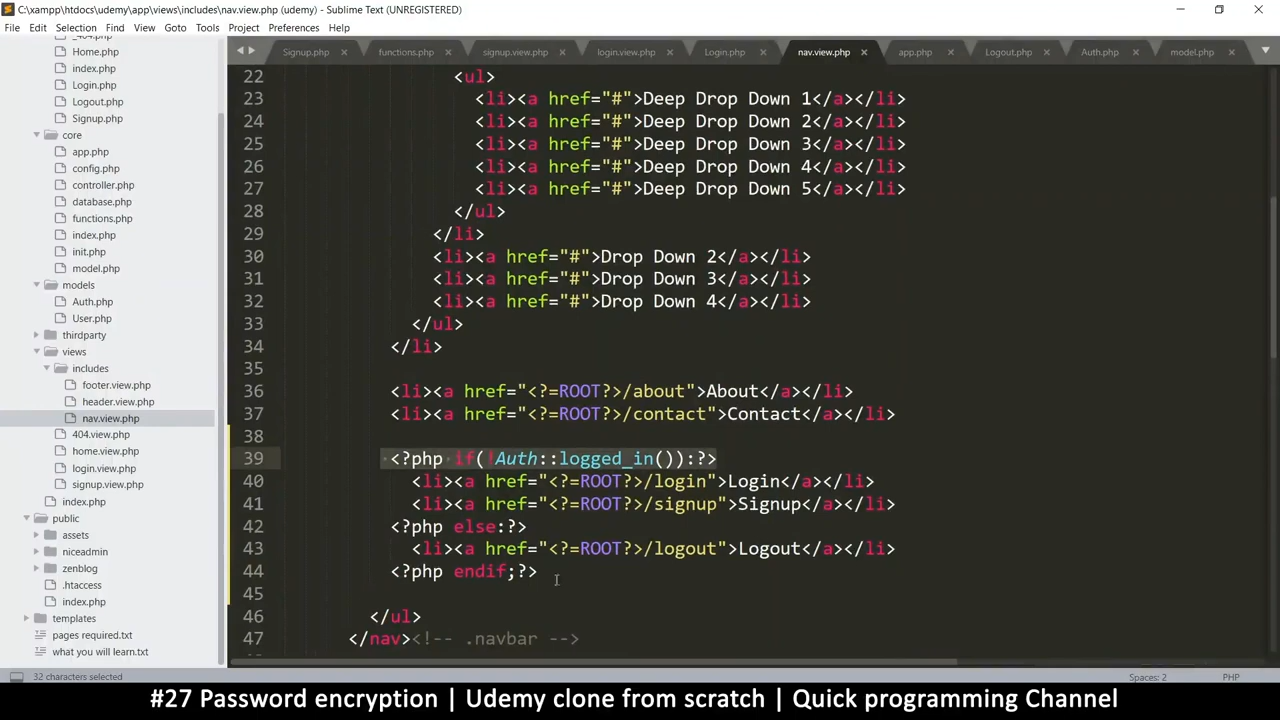 C:\xampp\htdocs\udemy\app\views\includes\nav.view.php (udemy) - Sublime Text (UNREGISTERED)
File Edit Selection Find View Goto Tools Project Preferences Help
_404.php
Home.php
index.php
Login.php
Logout.php
Signup.php
core
app.php
config.php
controller.php
database.php
functions.php
index.php
init.php
model.php
models
Auth.php
User.php
thirdparty
views
includes
footer.view.php
header.view.php
nav.view.php
404.view.php
home.view.php
login.view.php
signup.view.php
index.php
public
assets
niceadmin
zenblog
.htaccess
index.php
templates
pages required.txt
what you will learn.txt
Signup.php functions.php signup.view.php login.view.php Login.php nav.view.php app.php Logout.php Auth.php model.php
22 <ul>
23 <li><a href="#">Deep Drop Down 1</a></li>
24 <li><a href="#">Deep Drop Down 2</a></li>
25 <li><a href="#">Deep Drop Down 3</a></li>
26 <li><a href="#">Deep Drop Down 4</a></li>
27 <li><a href="#">Deep Drop Down 5</a></li>
28 </ul>
29 </li>
30 <li><a href="#">Drop Down 2</a></li>
31 <li><a href="#">Drop Down 3</a></li>
32 <li><a href="#">Drop Down 4</a></li>
33 </ul>
34 </li>
35
36 <li><a href="<?=ROOT?>/about">About</a></li>
37 <li><a href="<?=ROOT?>/contact">Contact</a></li>
38
39 <?php if(!Auth::logged_in()):?>
40 <li><a href="<?=ROOT?>/login">Login</a></li>
41 <li><a href="<?=ROOT?>/signup">Signup</a></li>
42 <?php else:?>
43 <li><a href="<?=ROOT?>/logout">Logout</a></li>
44 <?php endif;?>
45
46 </ul>
47 </nav><!-- .navbar -->
32 characters selected Spaces: 2 PHP
#27 Password encryption | Udemy clone from scratch | Quick programming Channel